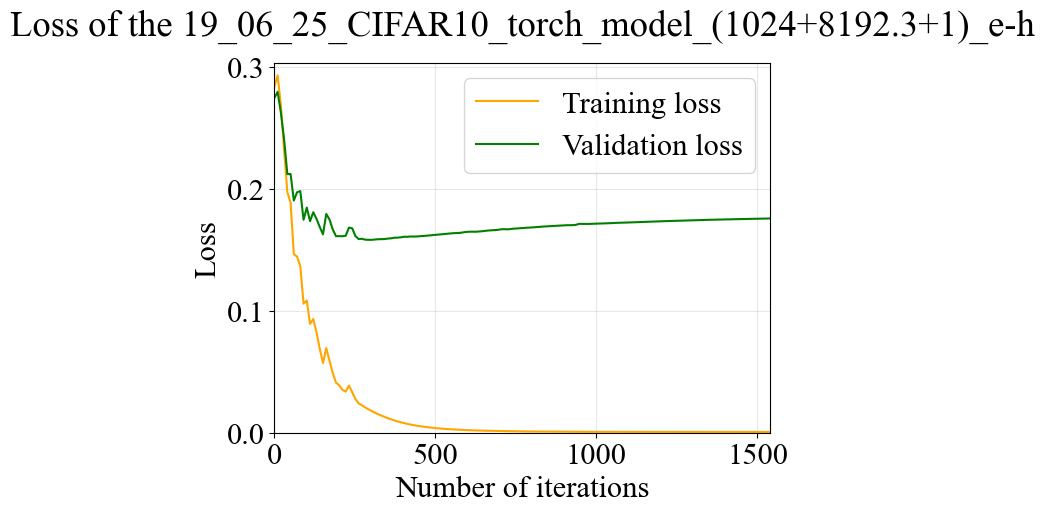 Loss of the 19_06_25_CIFAR10_torch_model_(1024+8192.3+1)_e-h
0.3
Training loss
Validation loss
0.2
Loss
0.1
0.0
0 500 1000 1500
Number of iterations